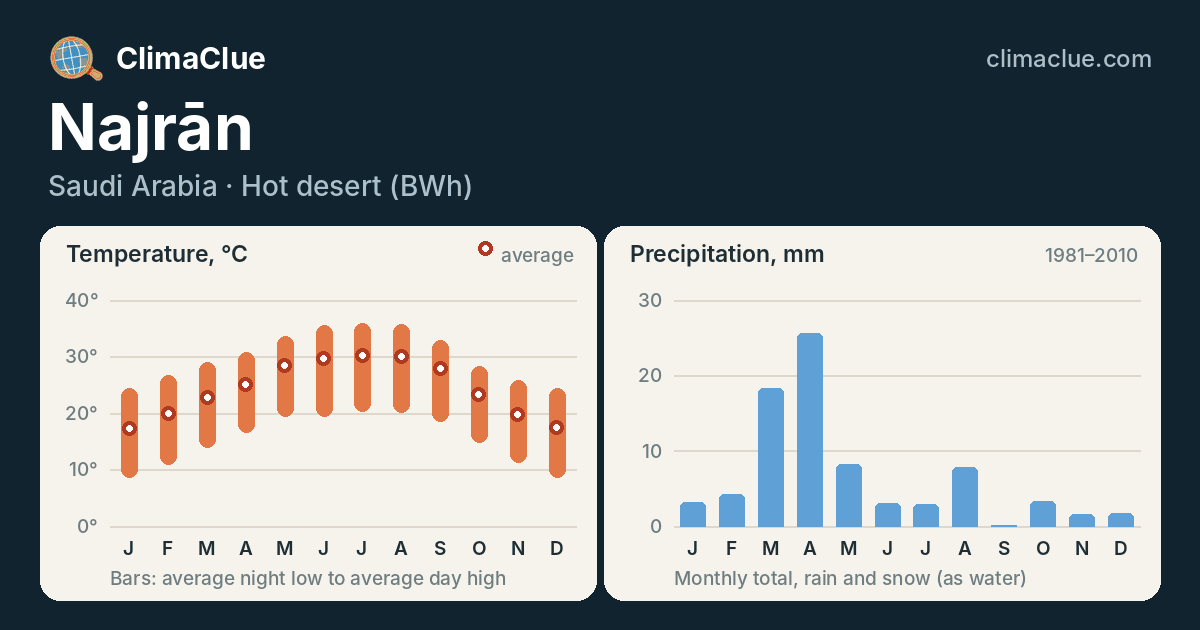 ClimaClue
climaclue.com
Najrān
Saudi Arabia · Hot desert (BWh)
Temperature, °C
average
40°
30°
20°
10°
0°
J F M A M J J A S O N D
Bars: average night low to average day high
Precipitation, mm
1981–2010
30
20
10
0
J F M A M J J A S O N D
Monthly total, rain and snow (as water)